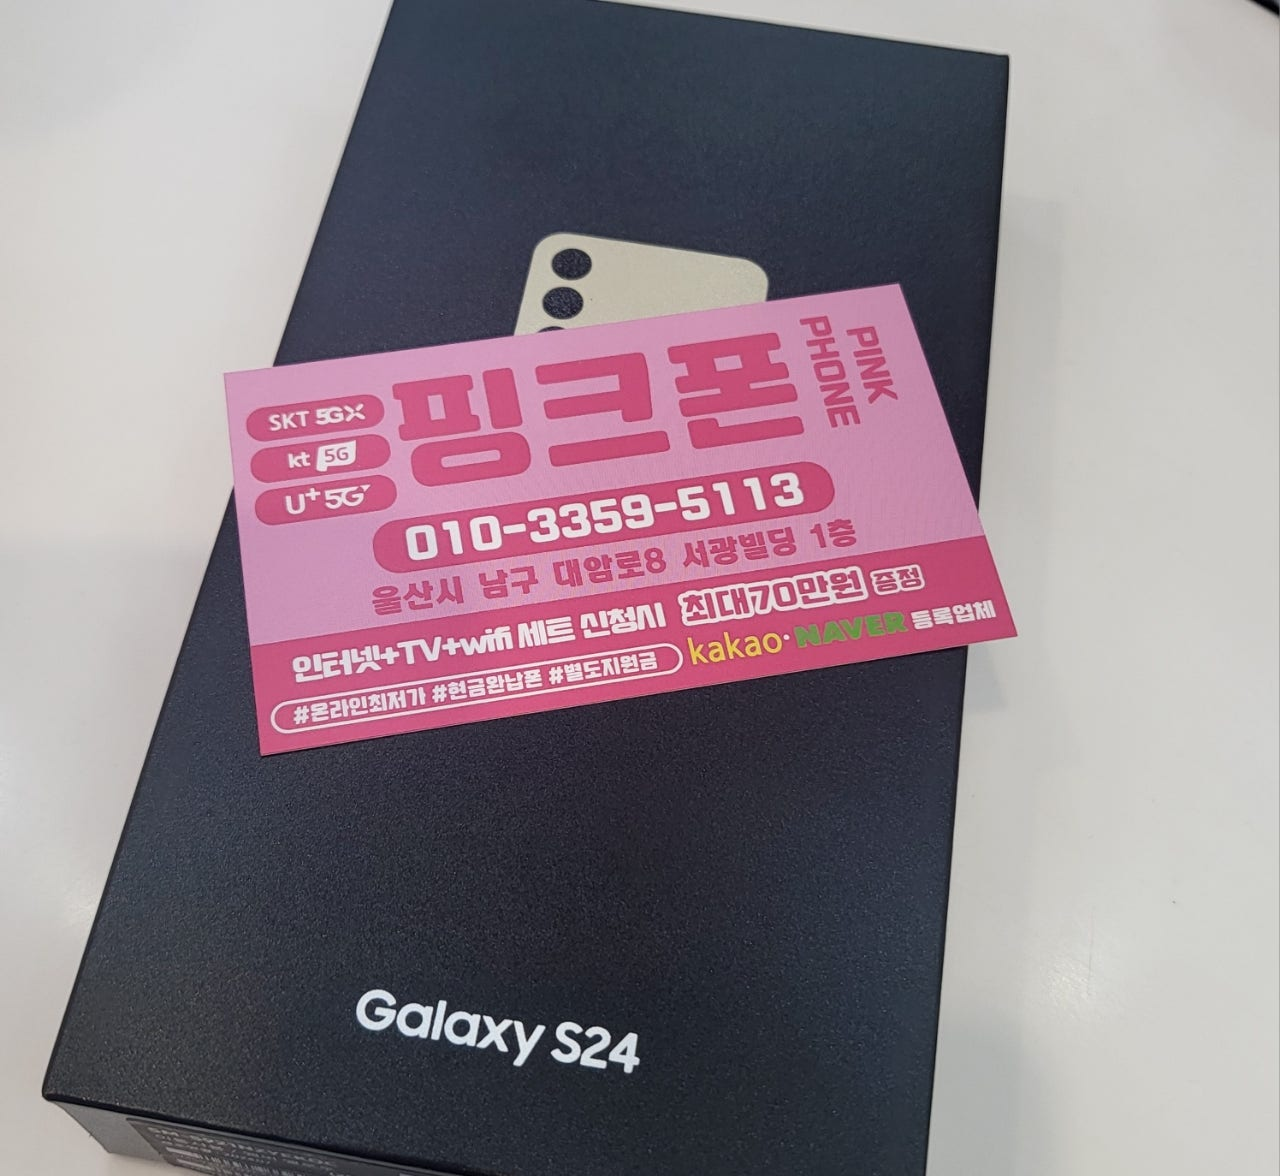 SKT 5GX
kt 5G
U+5G
핑크폰
PINK
PHONE
010-3359-5113
울산시 남구 대암로8 서광빌딩 1층
인터넷+TV+wifi 세트 신청시 최대70만원 증정
#온라인최저가 #현금완납폰 #별도지원금
kakao·NAVER 등록업체
Galaxy S24